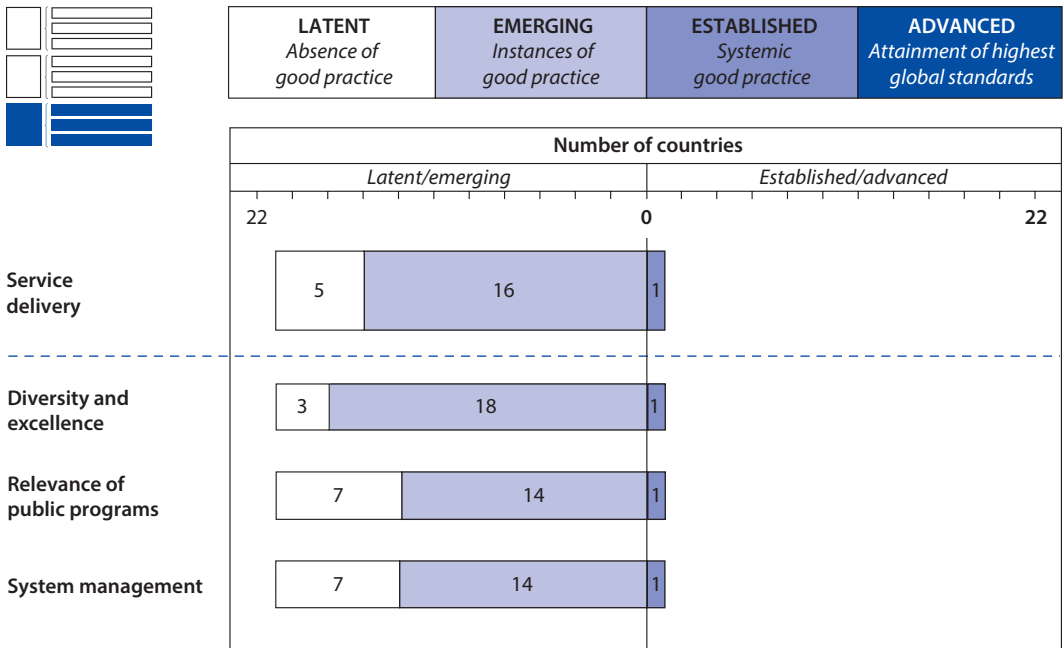 LATENT
Absence of
good practice
EMERGING
Instances of
good practice
ESTABLISHED
Systemic
good practice
ADVANCED
Attainment of highest
global standards
Number of countries
Latent/emerging
Established/advanced
22
0
22
Service
delivery
5
16
1
Diversity and
excellence
3
18
1
Relevance of
public programs
7
14
1
System management
7
14
1